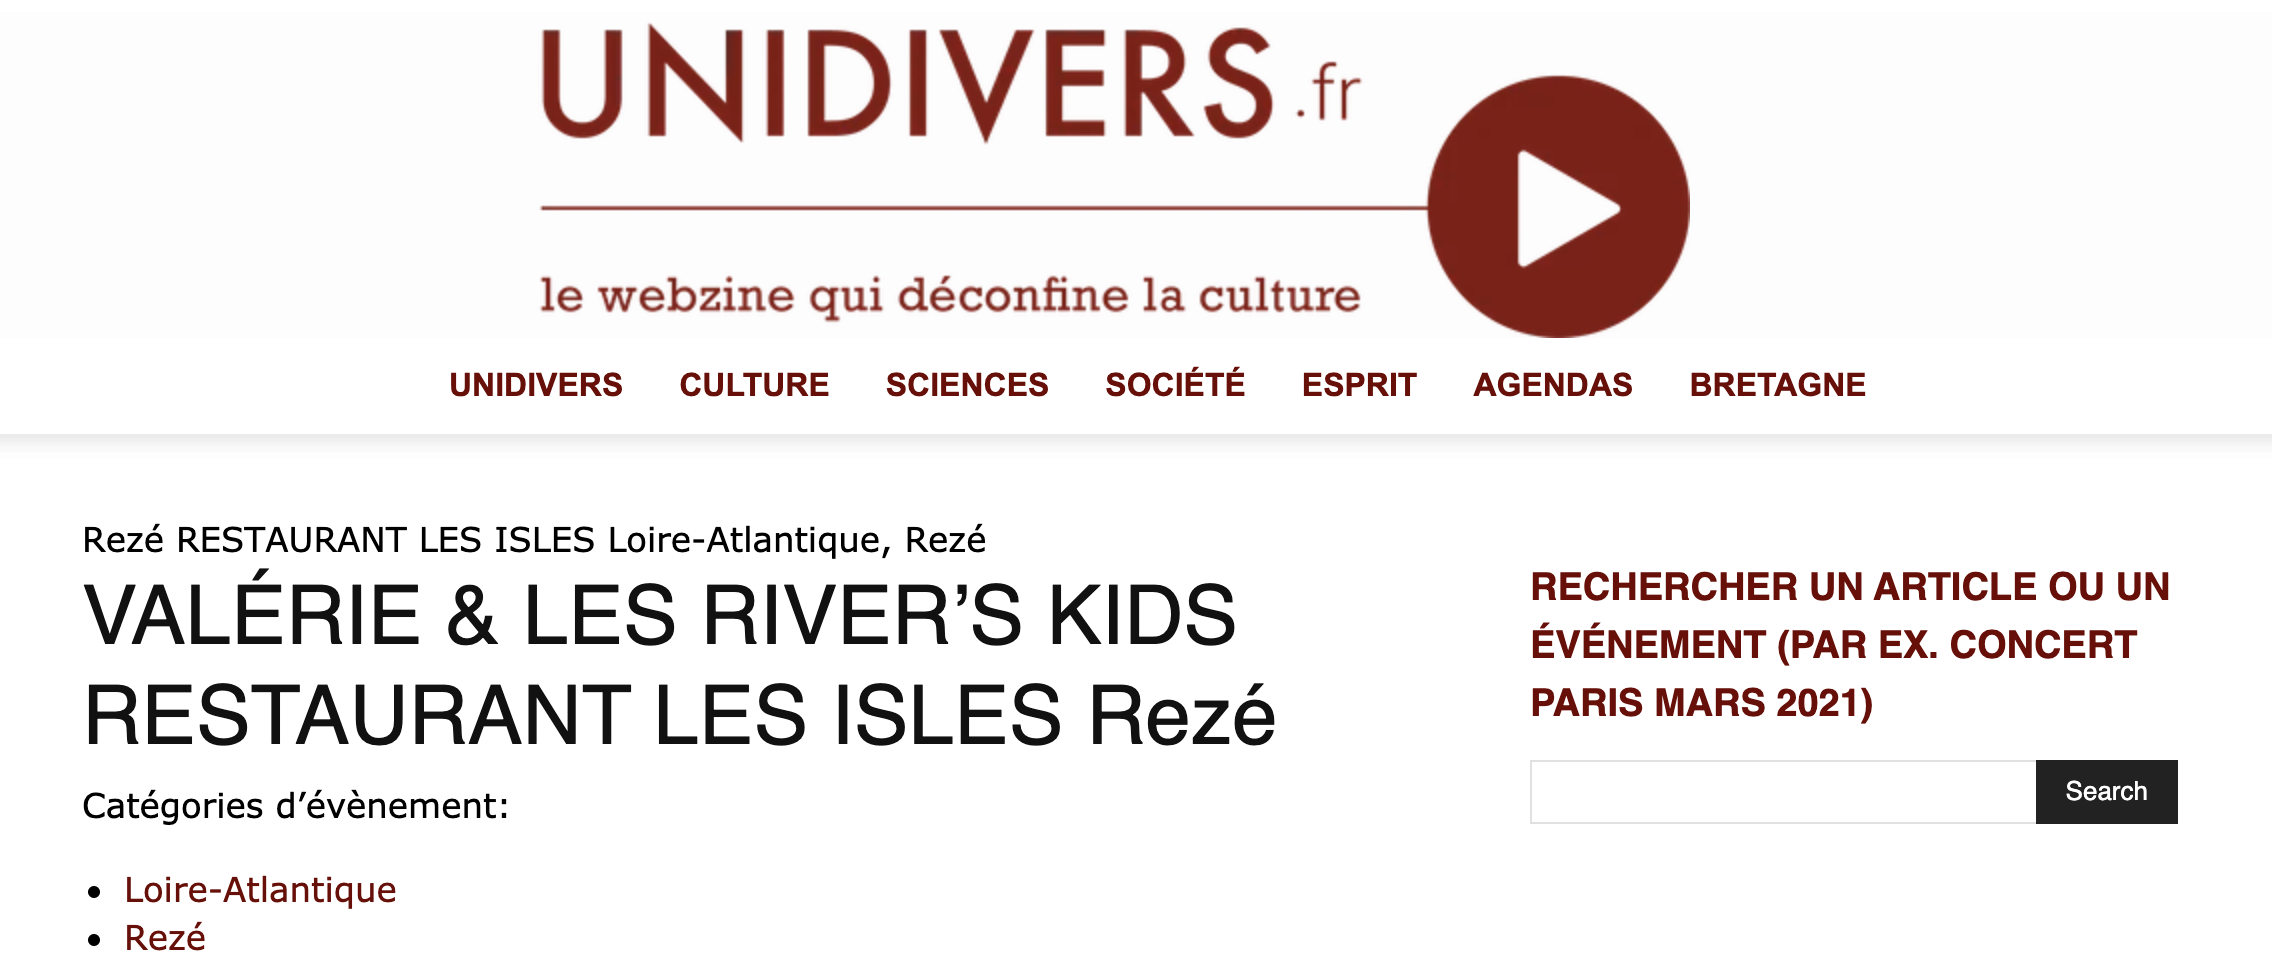 UNIDIVERS .fr
le webzine qui déconfine la culture
UNIDIVERS CULTURE SCIENCES SOCIÉTÉ ESPRIT AGENDAS BRETAGNE
Rezé RESTAURANT LES ISLES Loire-Atlantique, Rezé
VALÉRIE & LES RIVER’S KIDS
RESTAURANT LES ISLES Rezé
Catégories d’évènement:
• Loire-Atlantique
• Rezé
RECHERCHER UN ARTICLE OU UN
ÉVÉNEMENT (PAR EX. CONCERT
PARIS MARS 2021)
Search